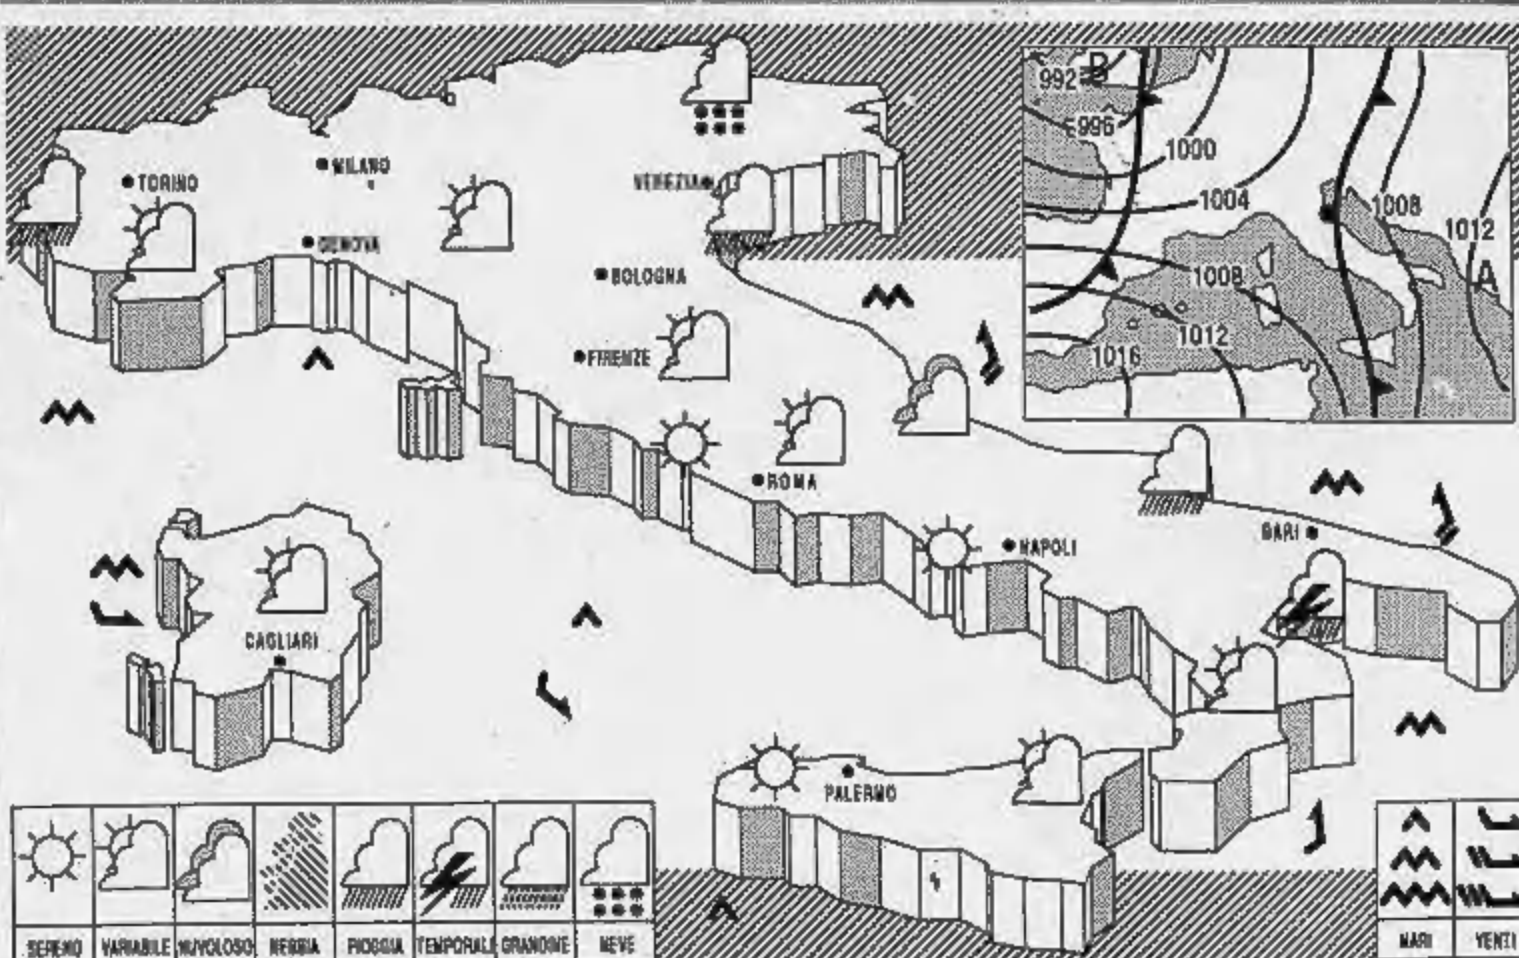 TORINO
MILANO
VENEZIA
GENOVA
BOLOGNA
FIRENZE
ROMA
NAPOLI
BARI
CAGLIARI
PALERMO
992 B
996
1000
1004
1008
1012
A
1008
1012
1016
SERENO VARIABILE NUVOLOSO NEBBIA PIOGGIA TEMPORALE GRANDINE NEVE
MARI VENTI